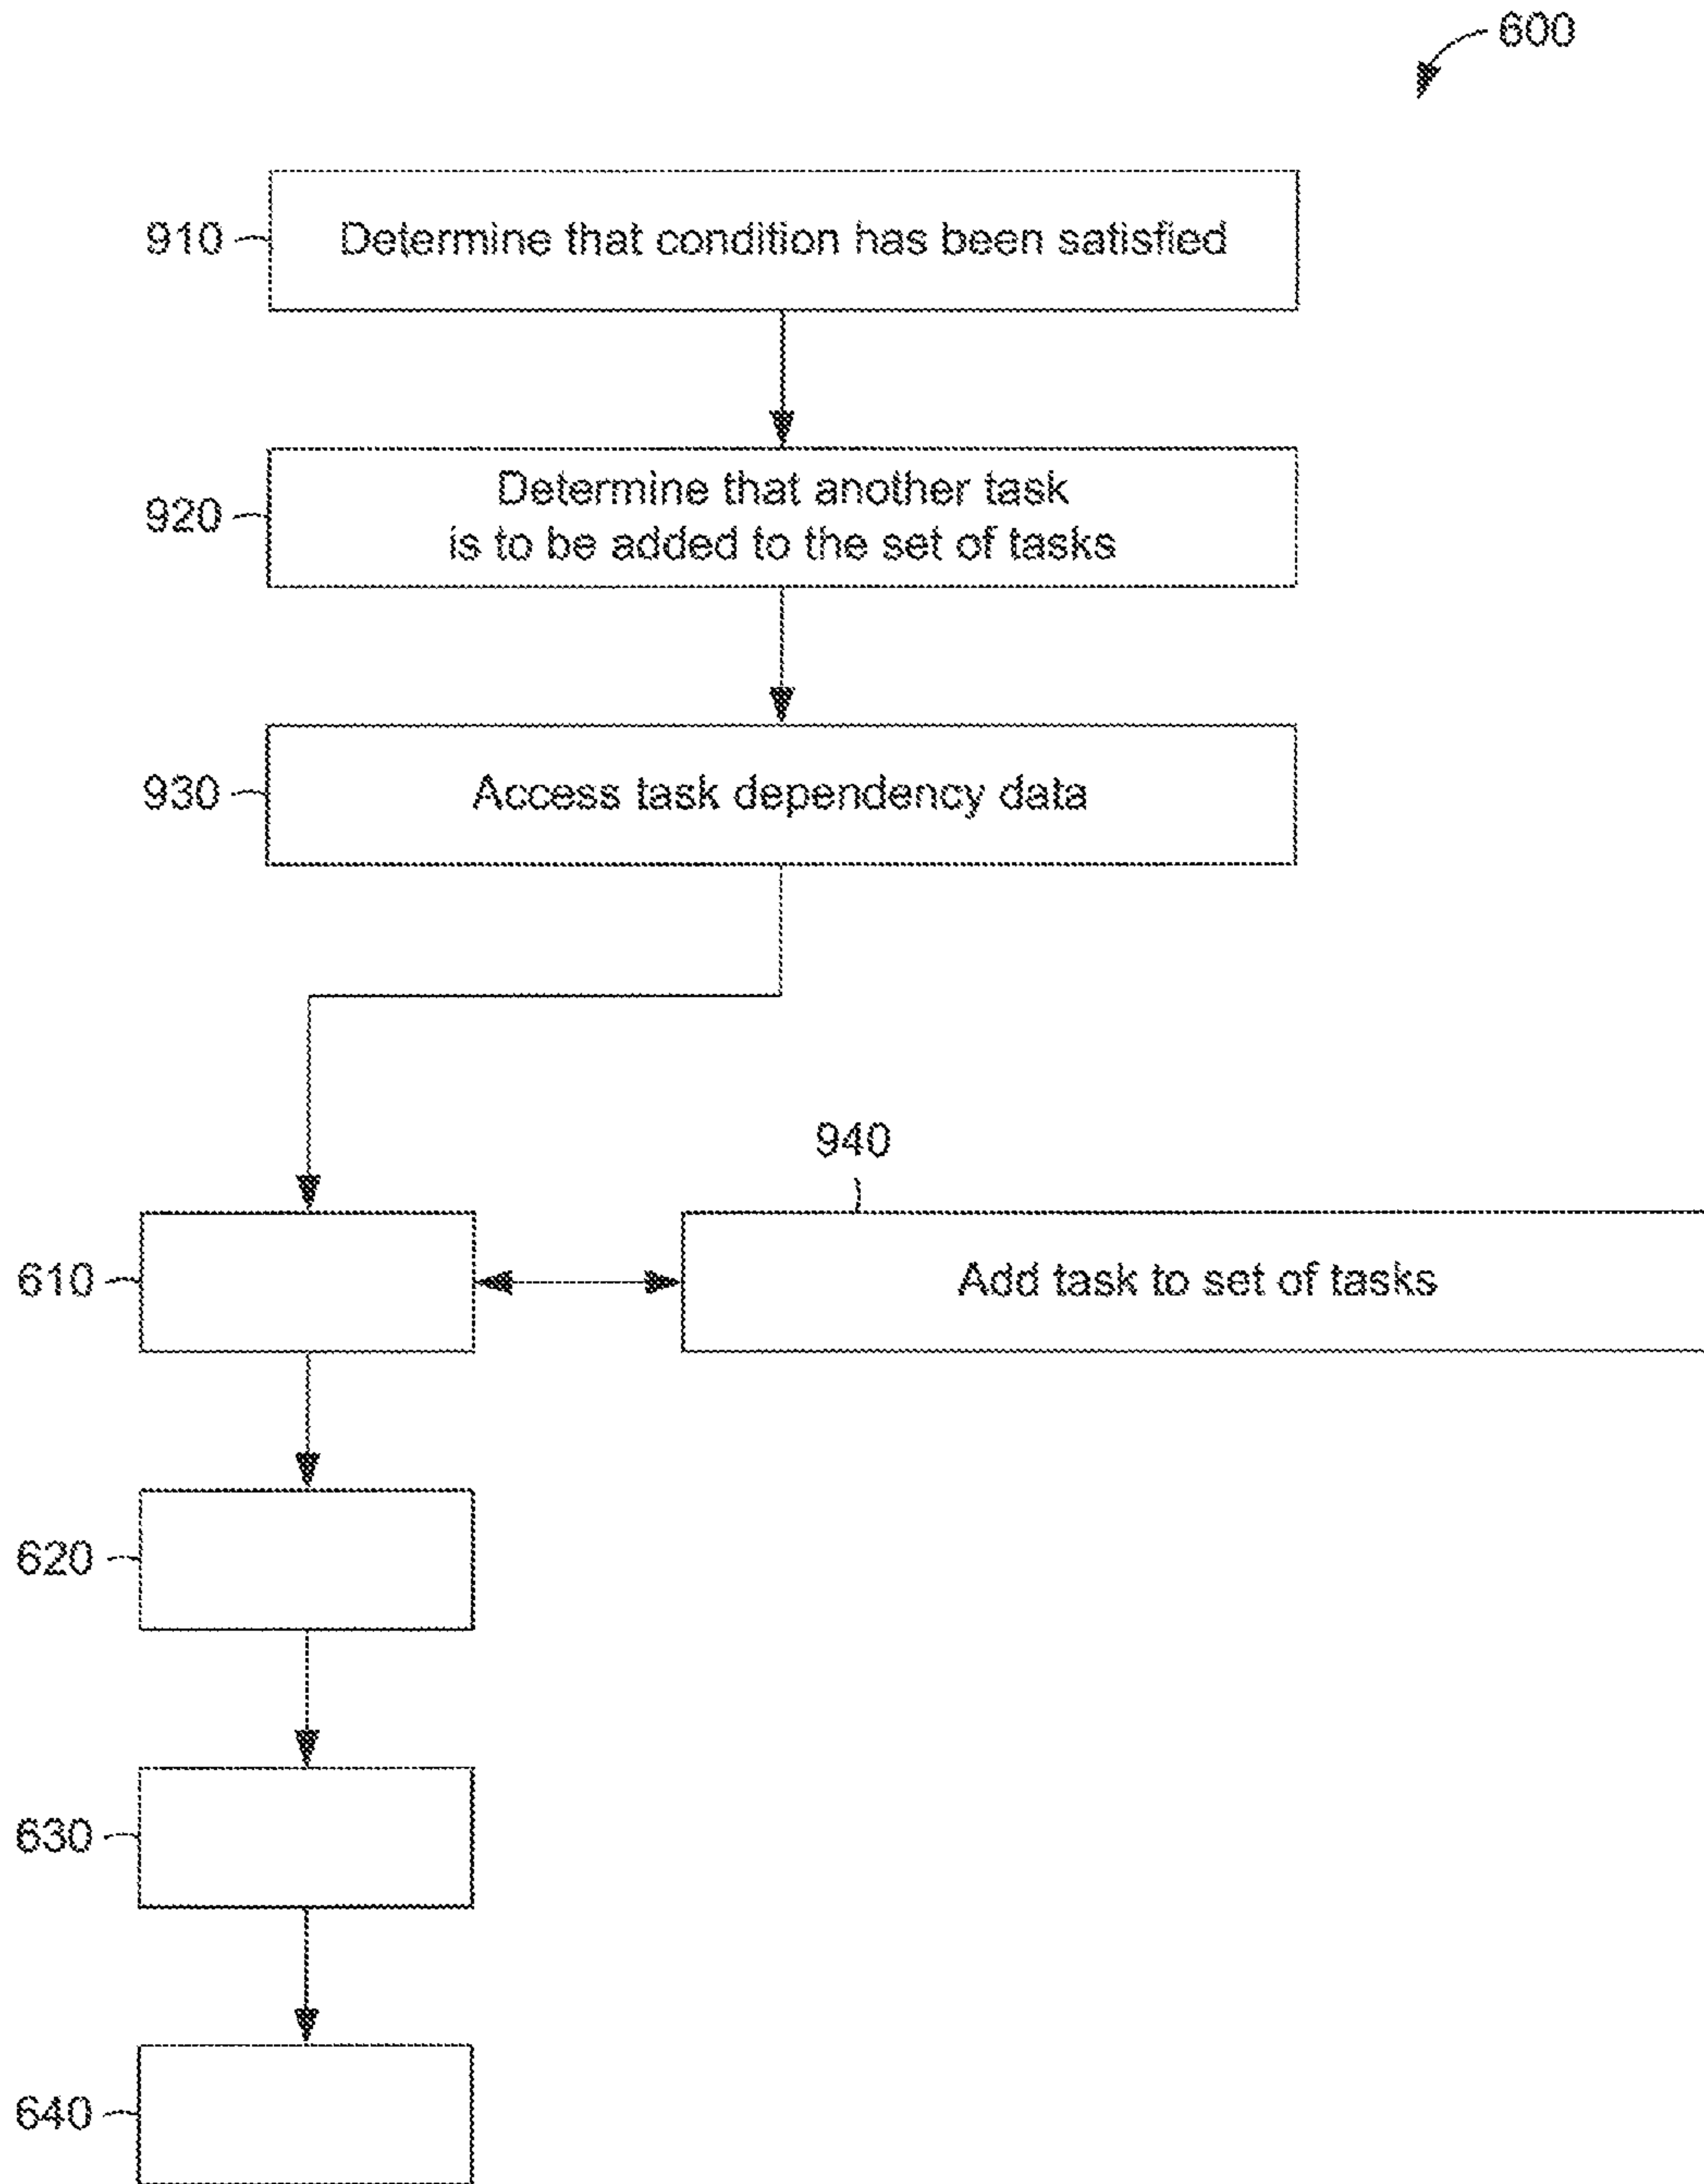 600
910
Determine that condition has been satisfied
920
Determine that another task
is to be added to the set of tasks
930
Access task dependency data
940
610
Add task to set of tasks
620
630
640